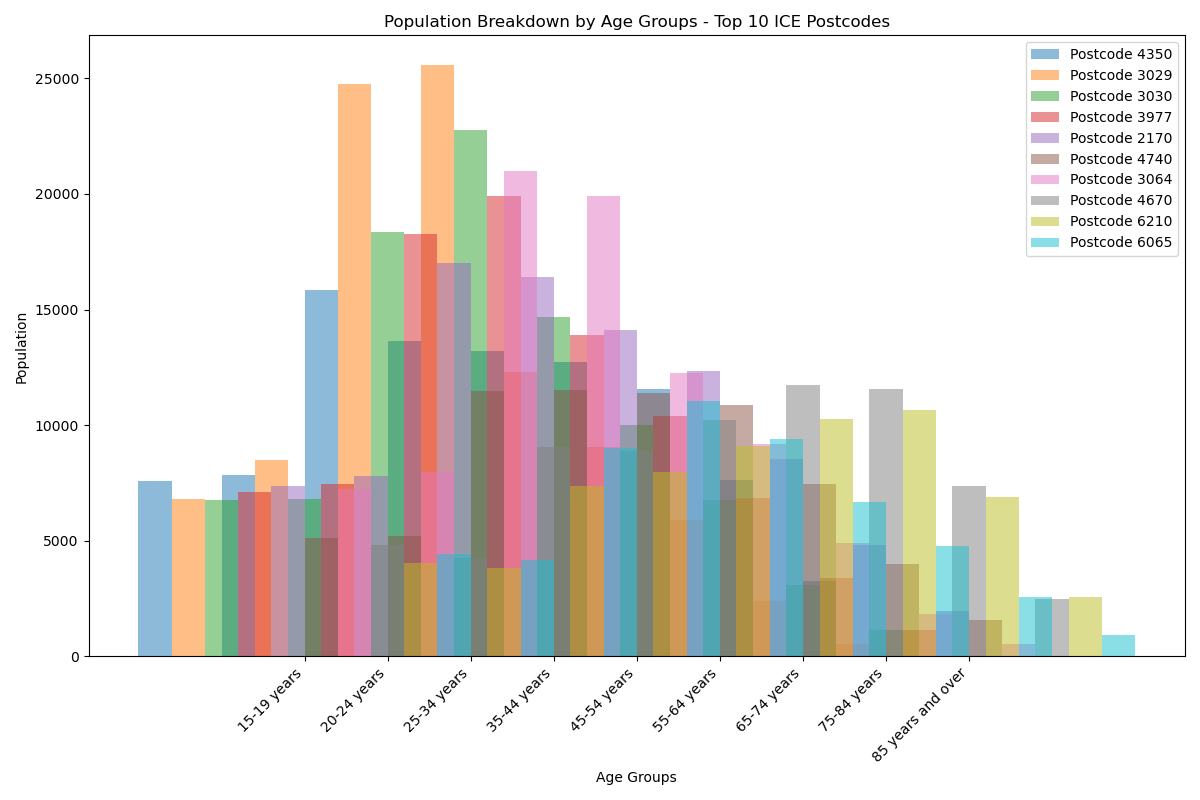 Population Breakdown by Age Groups - Top 10 ICE Postcodes
Postcode 4350
Postcode 3029
Postcode 3030
Postcode 3977
Postcode 2170
Postcode 4740
Postcode 3064
Postcode 4670
Postcode 6210
Postcode 6065
25000
20000
15000
10000
5000
0
Population
15-19 years
20-24 years
25-34 years
35-44 years
45-54 years
55-64 years
65-74 years
75-84 years
85 years and over
Age Groups